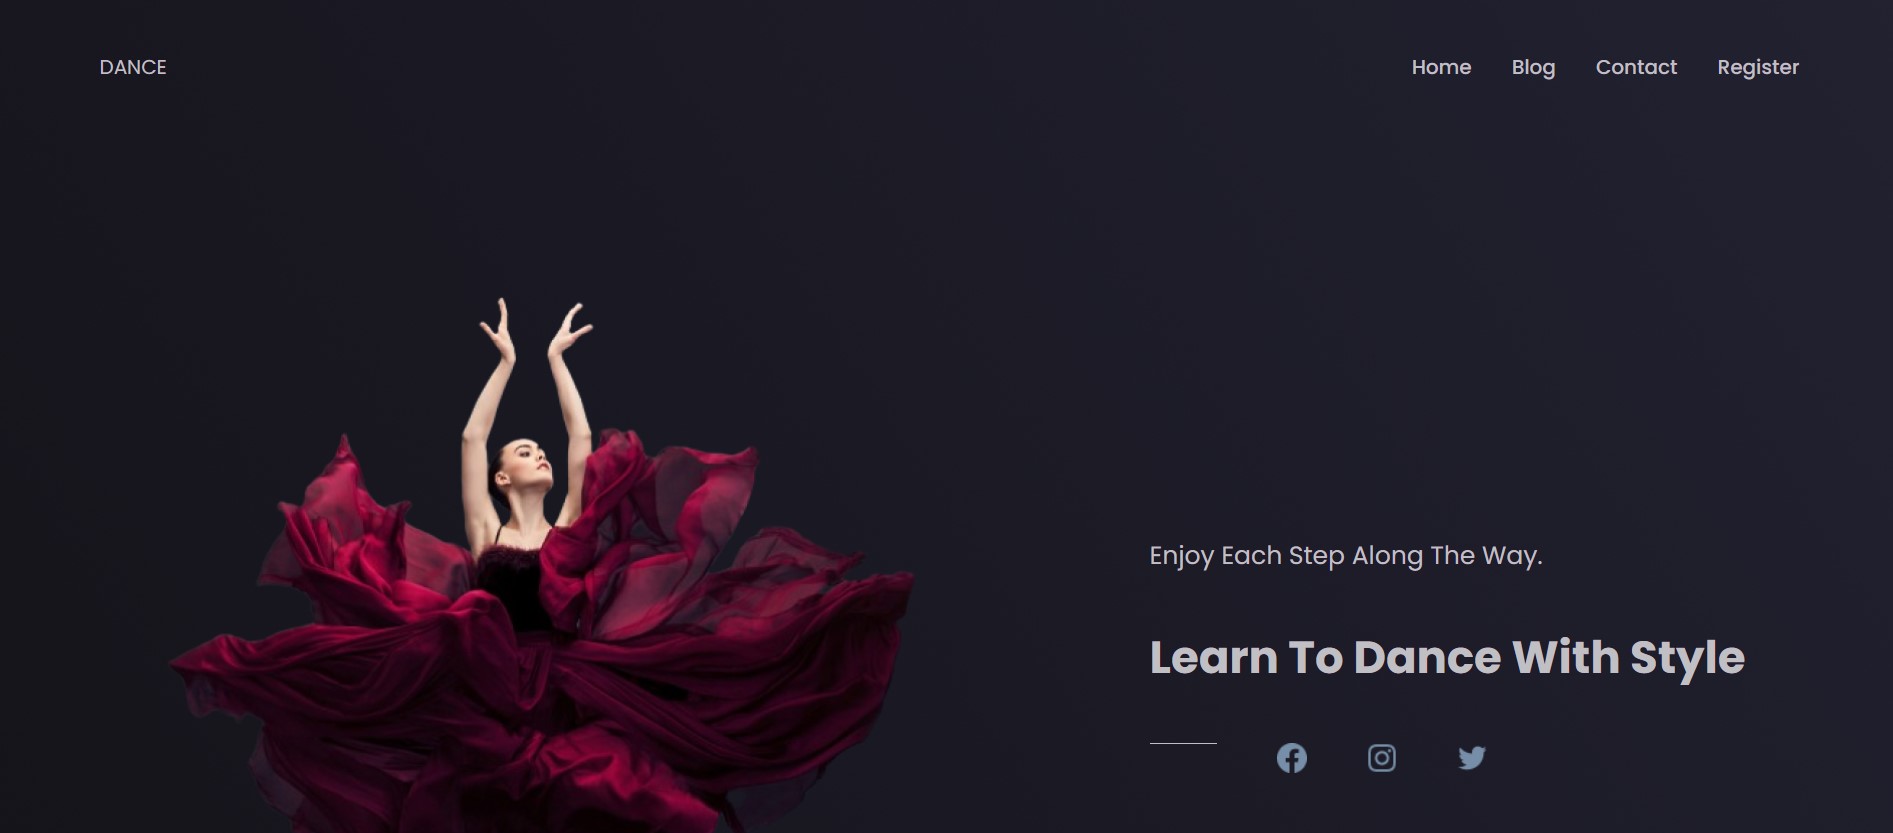 DANCE
Home Blog Contact Register
Enjoy Each Step Along The Way.
Learn To Dance With Style